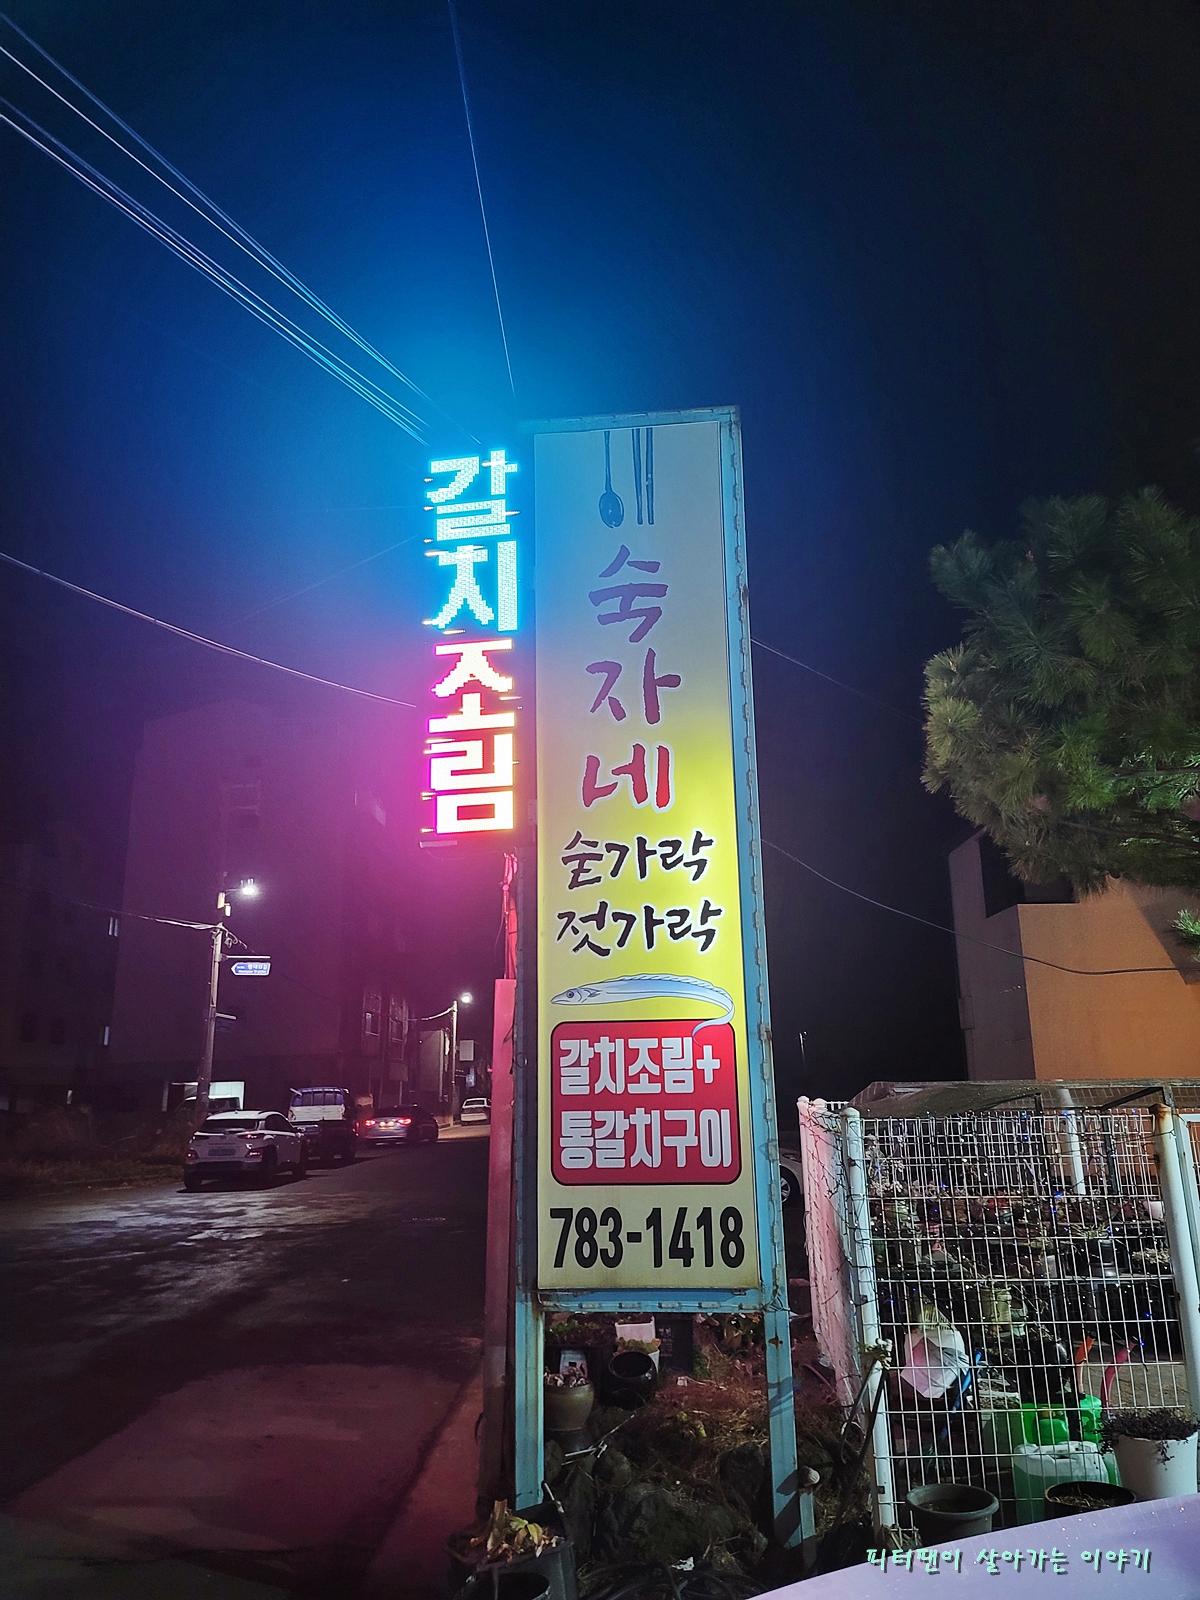 갈치조림
숙자네
숟가락
젓가락
갈치조림+
통갈치구이
783-1418
피터팬이 살아가는 이야기